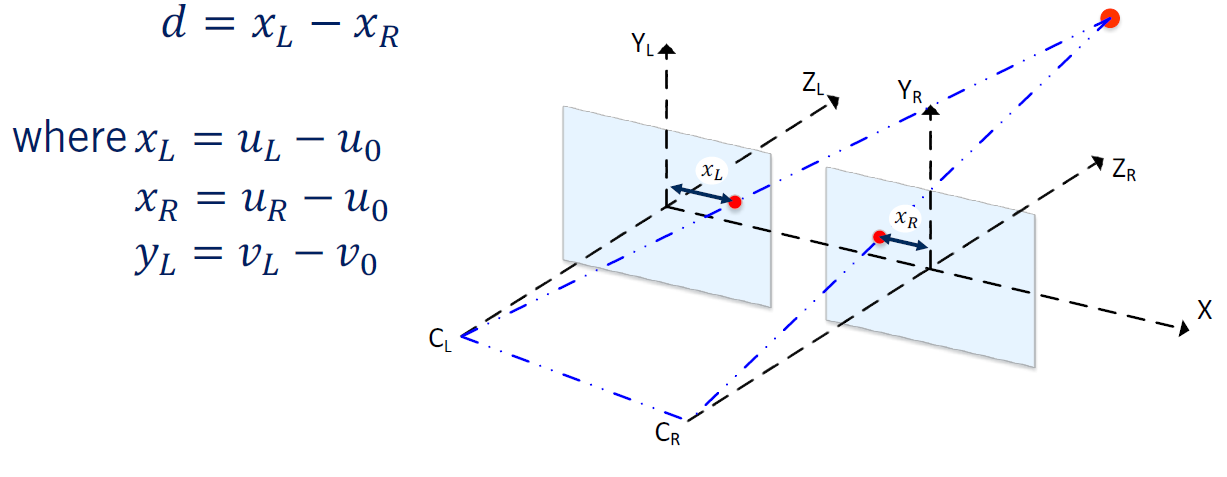 d = x_L − x_R
where x_L = u_L − u_0
x_R = u_R − u_0
y_L = v_L − v_0
Y_L
Z_L
Y_R
x_L
Z_R
x_R
X
C_L
C_R